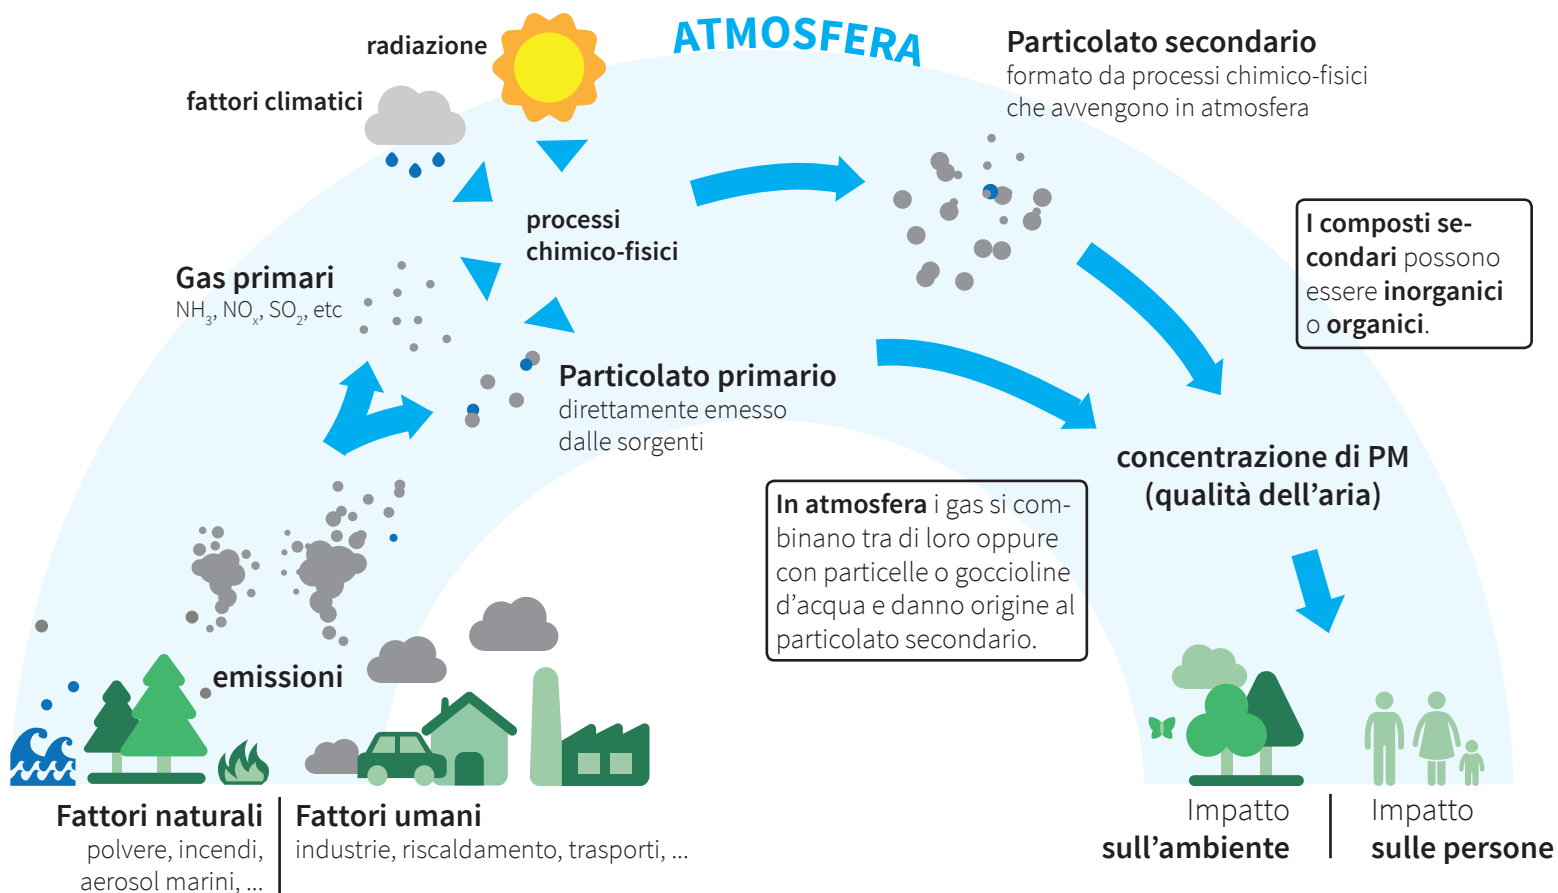 ATMOSFERA
radiazione
fattori climatici
Particolato secondario
formato da processi chimico-fisici
che avvengono in atmosfera
processi
chimico-fisici
I composti se-
condari possono
essere inorganici
o organici.
Gas primari
NH₃, NOₓ, SO₂, etc
Particolato primario
direttamente emesso
dalle sorgenti
concentrazione di PM
(qualità dell’aria)
In atmosfera i gas si com-
binano tra di loro oppure
con particelle o goccioline
d’acqua e danno origine al
particolato secondario.
emissioni
Fattori naturali
polvere, incendi,
aerosol marini, ...
Fattori umani
industrie, riscaldamento, trasporti, ...
Impatto
sull’ambiente
Impatto
sulle persone